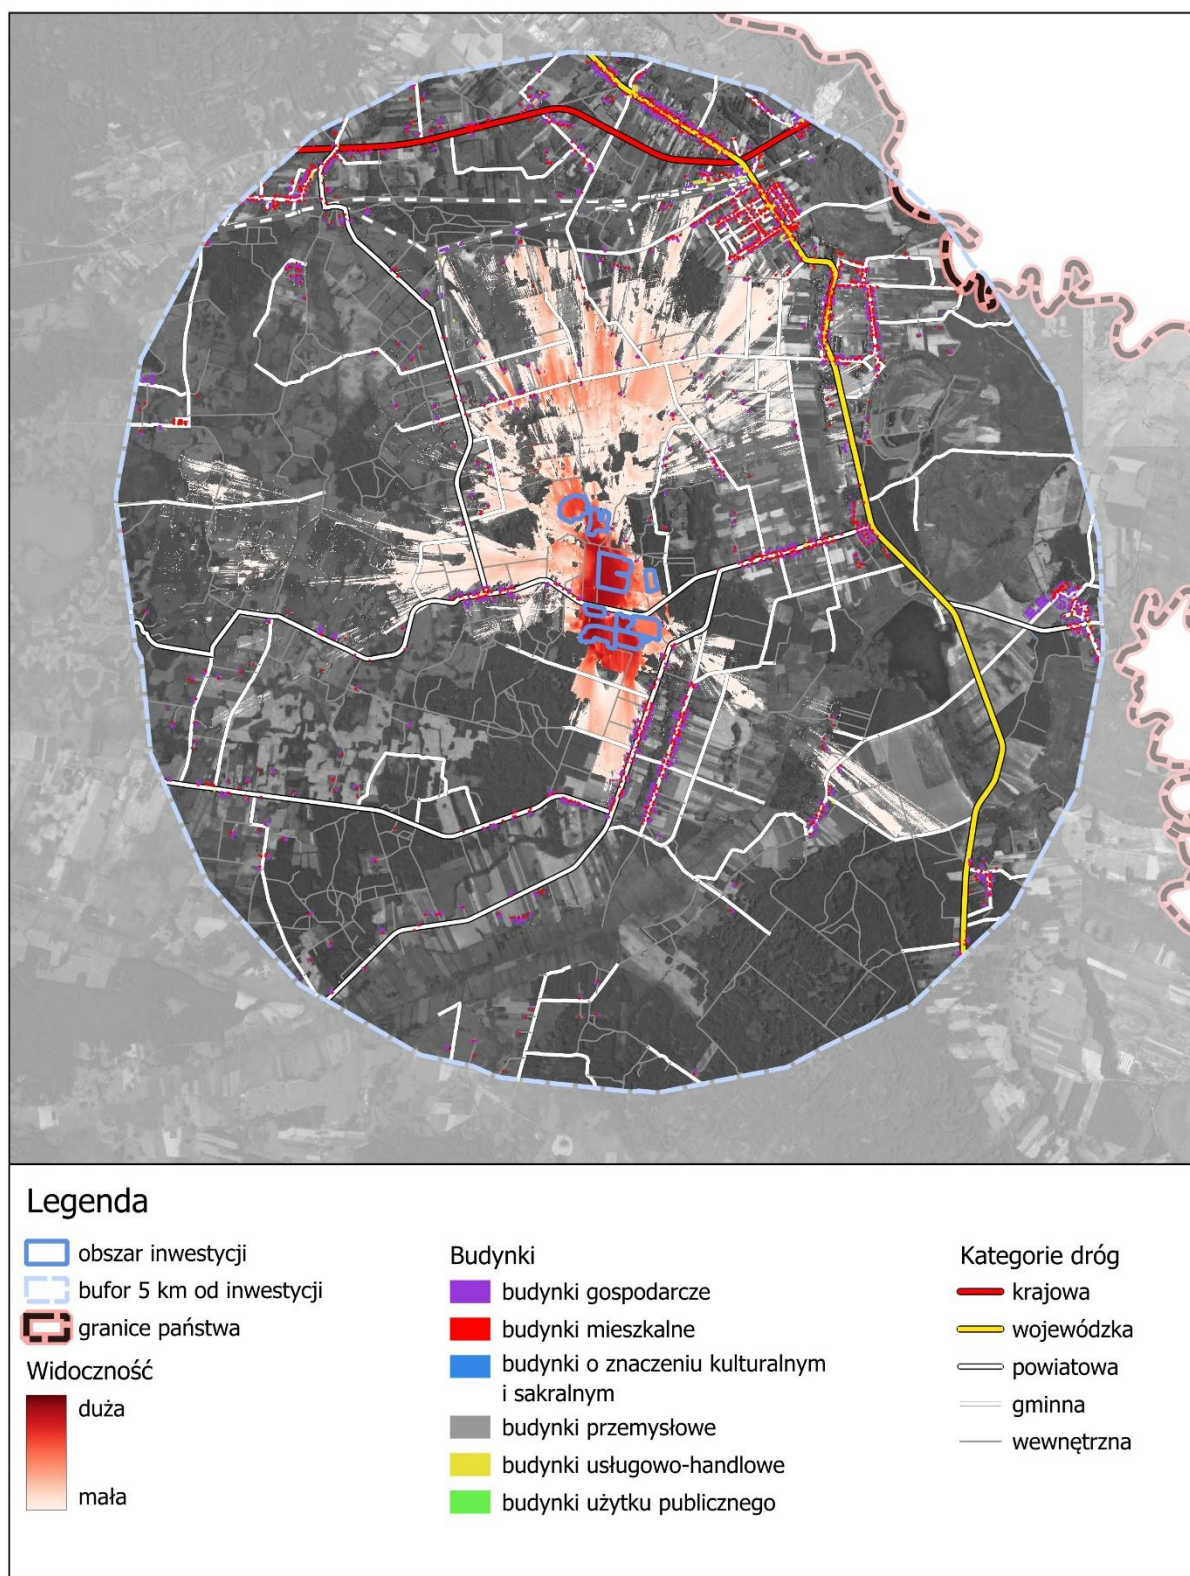 Legenda
obszar inwestycji
bufor 5 km od inwestycji
granice państwa
Widoczność
duża
mała
Budynki
budynki gospodarcze
budynki mieszkalne
budynki o znaczeniu kulturalnym
i sakralnym
budynki przemysłowe
budynki usługowo-handlowe
budynki użytku publicznego
Kategorie dróg
krajowa
wojewódzka
powiatowa
gminna
wewnętrzna